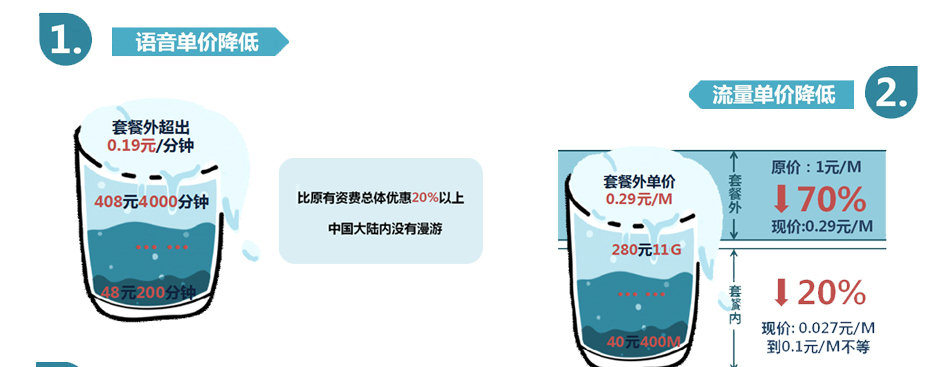 1.
语音单价降低
套餐外超出
0.19元/分钟
408元4000分钟
... ...
48元200分钟
比原有资费总体优惠20%以上
中国大陆内没有漫游
流量单价降低
2.
套餐外单价
0.29元/M
280元11G
... ...
40元400M
套餐外
原价：1元/M
70%
现价:0.29元/M
套餐内
20%
现价: 0.027元/M
到0.1元/M不等